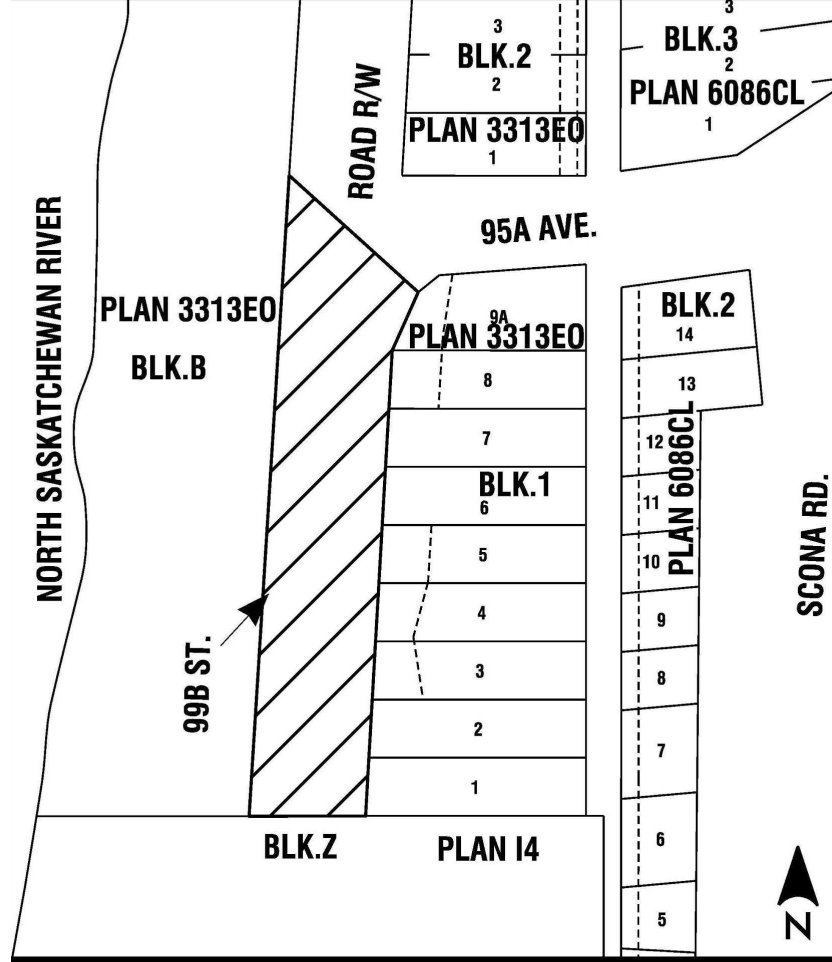 3
BLK.2
2
PLAN 3313EO
1
3
BLK.3
2
PLAN 6086CL
1
ROAD R/W
95A AVE.
NORTH SASKATCHEWAN RIVER
PLAN 3313EO
BLK.B
9A
PLAN 3313EO
8
7
BLK.1
6
5
4
3
2
1
BLK.2
14
13
12
11
10
9
8
7
6
5
PLAN 6086CL
SCONA RD.
99B ST.
BLK.Z
PLAN I4
N